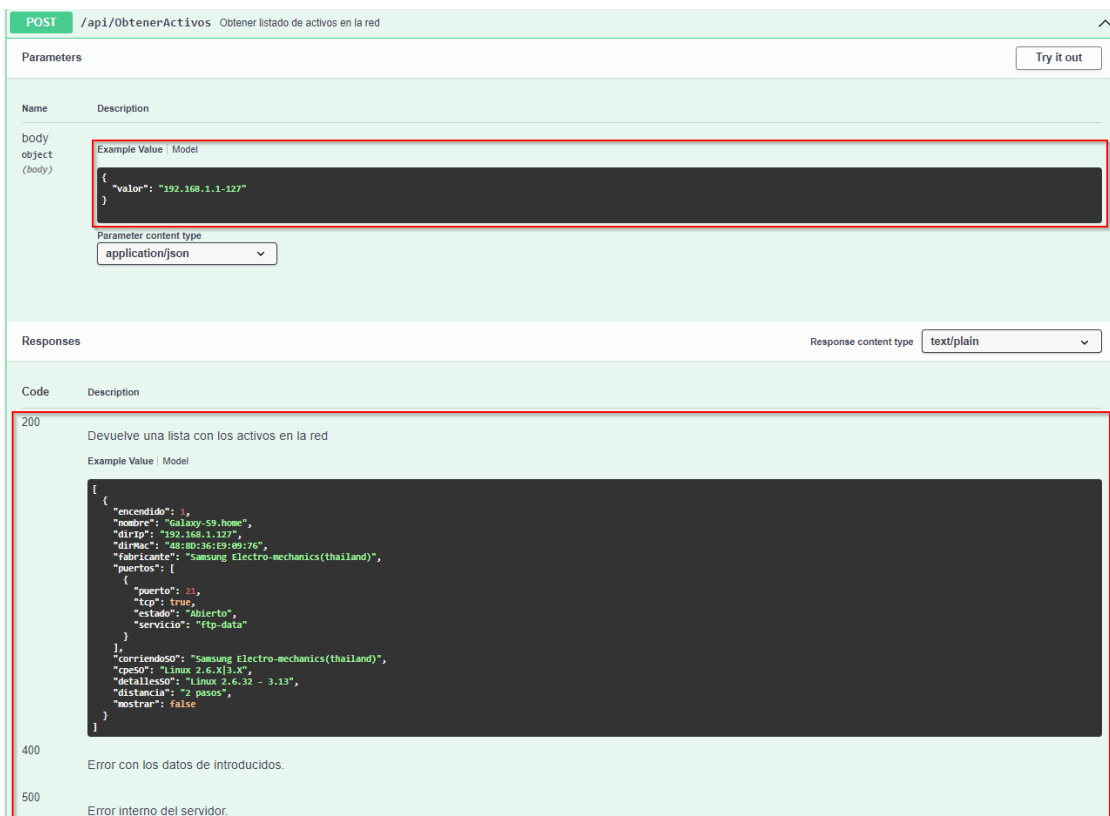 POST /api/ObtenerActivos Obtener listado de activos en la red
Parameters Try it out
Name Description
body
object
(body)
Example Value | Model
{
"valor": "192.168.1.1-127"
}
Parameter content type
application/json
Responses Response content type text/plain
Code Description
200
Devuelve una lista con los activos en la red
Example Value | Model
[
{
"encendido": 1,
"nombre": "Galaxy-S9.home",
"dirIp": "192.168.1.127",
"dirMac": "48:8D:36:E9:09:76",
"fabricante": "Samsung Electro-mechanics(thailand)",
"puertos": [
{
"puerto": 21,
"tcp": true,
"estado": "Abierto",
"servicio": "ftp-data"
}
],
"corriendoSO": "Samsung Electro-mechanics(thailand)",
"cpeSO": "Linux 2.6.X|3.X",
"detallesSO": "Linux 2.6.32 - 3.13",
"distancia": "2 pasos",
"mostrar": false
}
]
400
Error con los datos de introducidos.
500
Error interno del servidor.